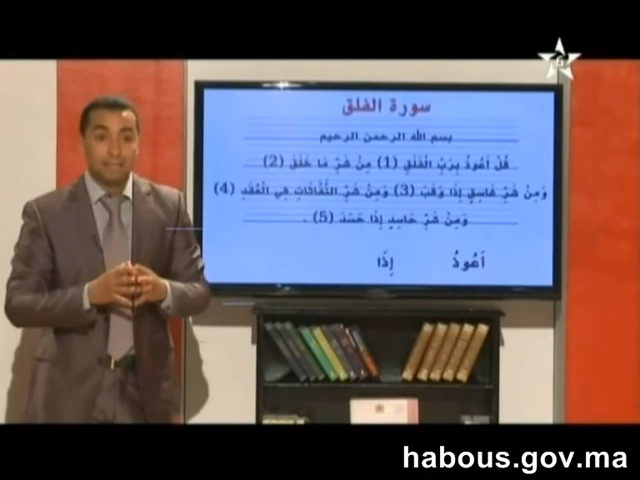 سورة الفلق
بسم الله الرحمن الرحيم
قُلْ اَعُوذُ بِرَبِّ الْفَلَقِ (1) مِن شَرِّ مَا خَلَقَ (2)
وَمِنْ شَرِّ غَاسِقٍ إِذَا وَقَبَ (3) وَمِنْ شَرِّ النَّفَّاثَاتِ فِي الْعُقَدِ (4)
وَمِنْ شَرِّ حَاسِدٍ إِذَا حَسَدَ (5) .
اَعُوذُ إِذَا
habous.gov.ma